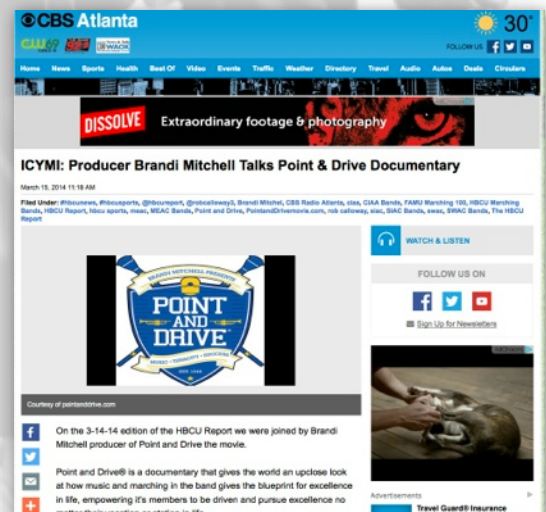 CBS Atlanta
30°
FOLLOW US
Home News Sports Health Best Of Video Events Traffic Weather Directory Travel Audio Autos Deals Circulars
DISSOLVE Extraordinary footage & photography
ICYMI: Producer Brandi Mitchell Talks Point & Drive Documentary
March 15, 2014 11:19 AM
Filed Under: #hbcunews, #hbcusports, @hbcureport, @robcalloway3, Brandi Mitchel, CBS Radio Atlanta, ciaa, CIAA Bands, FAMU Marching 100, HBCU Marching
Bands, HBCU Report, hbcu sports, meac, MEAC Bands, Point and Drive, PointandDrivemovie.com, rob calloway, siac, SIAC Bands, swac, SWAC Bands, The HBCU
Report
WATCH & LISTEN
FOLLOW US ON
Sign Up for Newsletters
BRANDI MITCHELL PRESENTS
POINT
AND
DRIVE
Courtesy of pointanddrive.com
On the 3-14-14 edition of the HBCU Report we were joined by Brandi
Mitchell producer of Point and Drive the movie.
Point and Drive® is a documentary that gives the world an upclose look
at how music and marching in the band gives the blueprint for excellence
in life, empowering it's members to be driven and pursue excellence no
Advertisements
Travel Guard® Insurance